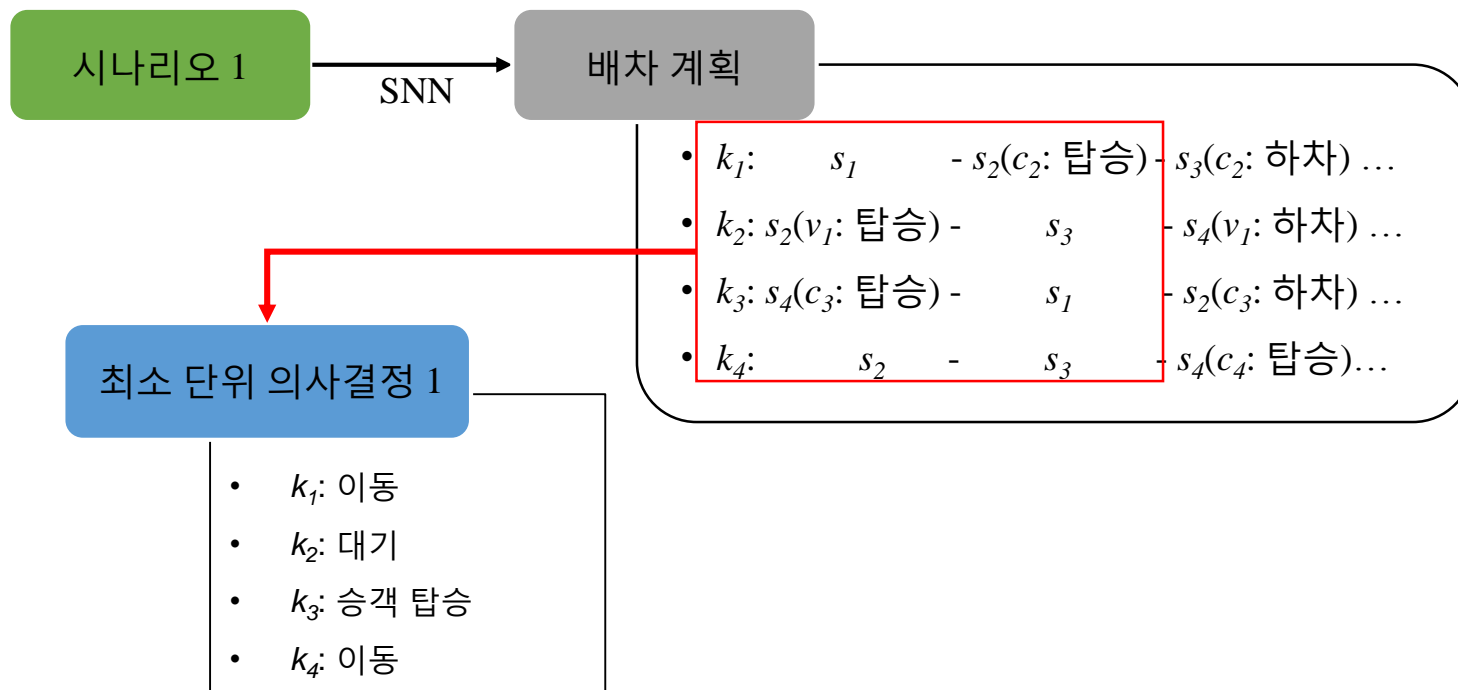 시나리오 1
SNN
배차 계획
• k₁: s₁ - s₂(c₂: 탑승) - s₃(c₂: 하차) …
• k₂: s₂(v₁: 탑승) - s₃ - s₄(v₁: 하차) …
• k₃: s₄(c₃: 탑승) - s₁ - s₂(c₃: 하차) …
• k₄: s₂ - s₃ - s₄(c₄: 탑승)…
최소 단위 의사결정 1
• k₁: 이동
• k₂: 대기
• k₃: 승객 탑승
• k₄: 이동